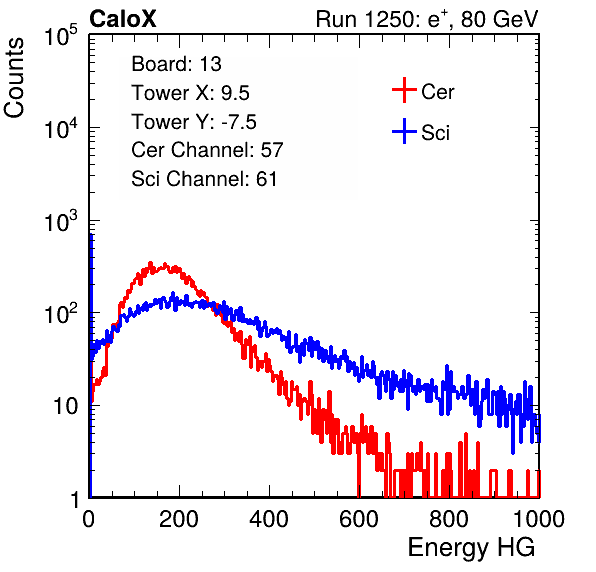 CaloX Run 1250: e⁺, 80 GeV
Counts
Board: 13
Tower X: 9.5
Tower Y: -7.5
Cer Channel: 57
Sci Channel: 61
Cer
Sci
10⁵
10⁴
10³
10²
10
1
0 200 400 600 800 1000
Energy HG